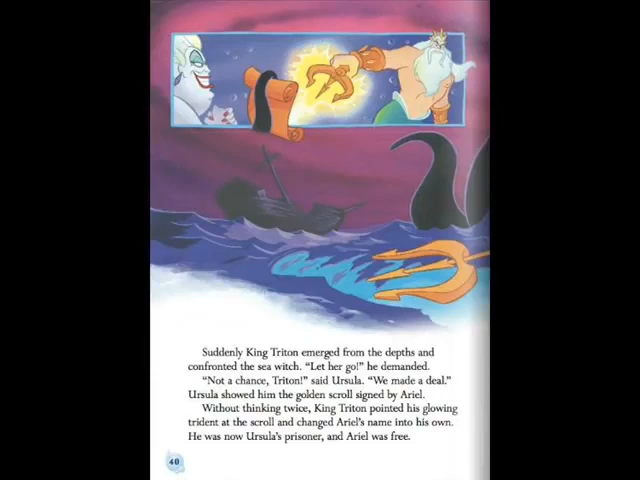 Suddenly King Triton emerged from the depths and
confronted the sea witch. “Let her go!” he demanded.
“Not a chance, Triton!” said Ursula. “We made a deal.”
Ursula showed him the golden scroll signed by Ariel.
Without thinking twice, King Triton pointed his glowing
trident at the scroll and changed Ariel’s name into his own.
He was now Ursula’s prisoner, and Ariel was free.
40